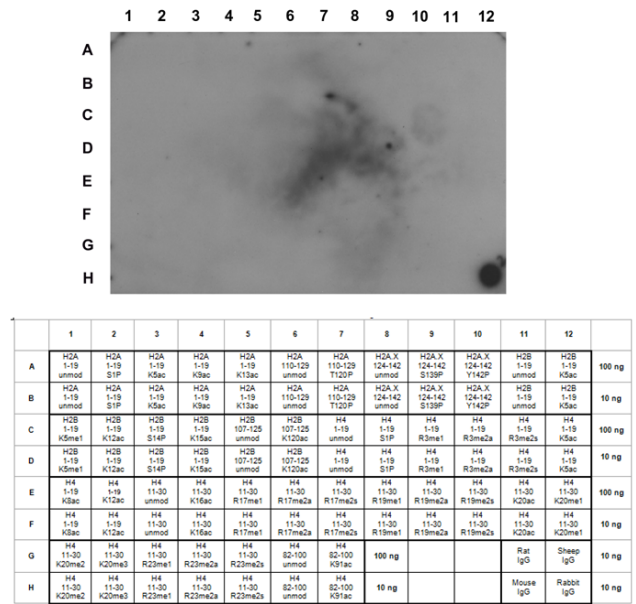 1 2 3 4 5 6 7 8 9 10 11 12
A
B
C
D
E
F
G
H
1 2 3 4 5 6 7 8 9 10 11 12
H2A H2A H2A H2A H2A H2A H2A H2A.X H2A.X H2A.X H2B H2B
A 1-19 1-19 1-19 1-19 1-19 110-129 110-129 124-142 124-142 124-142 1-19 1-19 100 ng
unmod S1P K5ac K9ac K13ac unmod T120P unmod S139P Y142P unmod K5ac
H2A H2A H2A H2A H2A H2A H2A H2A.X H2A.X H2A.X H2B H2B
B 1-19 1-19 1-19 1-19 1-19 110-129 110-129 124-142 124-142 124-142 1-19 1-19 10 ng
unmod S1P K5ac K9ac K13ac unmod T120P unmod S139P Y142P unmod K5ac
H2B H2B H2B H2B H2B H2B H4 H4 H4 H4 H4 H4
C 1-19 1-19 1-19 1-19 107-125 107-125 1-19 1-19 1-19 1-19 1-19 1-19 100 ng
K5me1 K12ac S14P K15ac unmod K120ac unmod S1P R3me1 R3me2a R3me2s K5ac
H2B H2B H2B H2B H2B H2B H4 H4 H4 H4 H4 H4
D 1-19 1-19 1-19 1-19 107-125 107-125 1-19 1-19 1-19 1-19 1-19 1-19 10 ng
K5me1 K12ac S14P K15ac unmod K120ac unmod S1P R3me1 R3me2a R3me2s K5ac
H4 H4 H4 H4 H4 H4 H4 H4 H4 H4 H4 H4
E 1-19 1-19 11-30 11-30 11-30 11-30 11-30 11-30 11-30 11-30 11-30 11-30 100 ng
K8ac K12ac unmod K16ac R17me1 R17me2a R17me2s R19me1 R19me2a R19me2s K20ac K20me1
H4 H4 H4 H4 H4 H4 H4 H4 H4 H4 H4 H4
F 1-19 1-19 11-30 11-30 11-30 11-30 11-30 11-30 11-30 11-30 11-30 11-30 10 ng
K8ac K12ac unmod K16ac R17me1 R17me2a R17me2s R19me1 R19me2a R19me2s K20ac K20me1
H4 H4 H4 H4 H4 H4 H4
G 11-30 11-30 11-30 11-30 11-30 82-100 82-100 100 ng Rat IgG Sheep IgG 10 ng
K20me2 K20me3 R23me1 R23me2a R23me2s unmod K91ac
H4 H4 H4 H4 H4 H4 H4
H 11-30 11-30 11-30 11-30 11-30 82-100 82-100 10 ng Mouse IgG Rabbit IgG 10 ng
K20me2 K20me3 R23me1 R23me2a R23me2s unmod K91ac